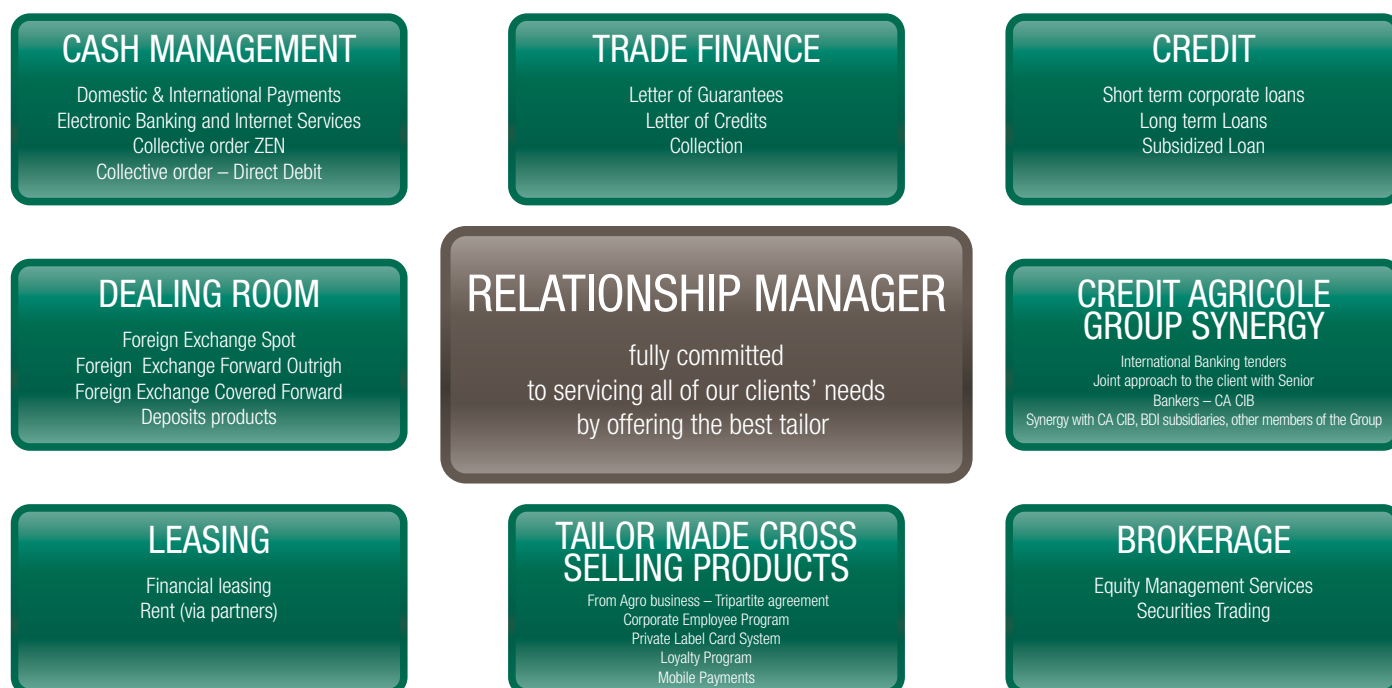 CASH MANAGEMENT
Domestic & International Payments
Electronic Banking and Internet Services
Collective order ZEN
Collective order – Direct Debit
TRADE FINANCE
Letter of Guarantees
Letter of Credits
Collection
CREDIT
Short term corporate loans
Long term Loans
Subsidized Loan
DEALING ROOM
Foreign Exchange Spot
Foreign Exchange Forward Outrigh
Foreign Exchange Covered Forward
Deposits products
RELATIONSHIP MANAGER
fully committed
to servicing all of our clients’ needs
by offering the best tailor
CREDIT AGRICOLE
GROUP SYNERGY
International Banking tenders
Joint approach to the client with Senior
Bankers – CA CIB
Synergy with CA CIB, BDI subsidiaries, other members of the Group
LEASING
Financial leasing
Rent (via partners)
TAILOR MADE CROSS
SELLING PRODUCTS
From Agro business – Tripartite agreement
Corporate Employee Program
Private Label Card System
Loyalty Program
Mobile Payments
BROKERAGE
Equity Management Services
Securities Trading